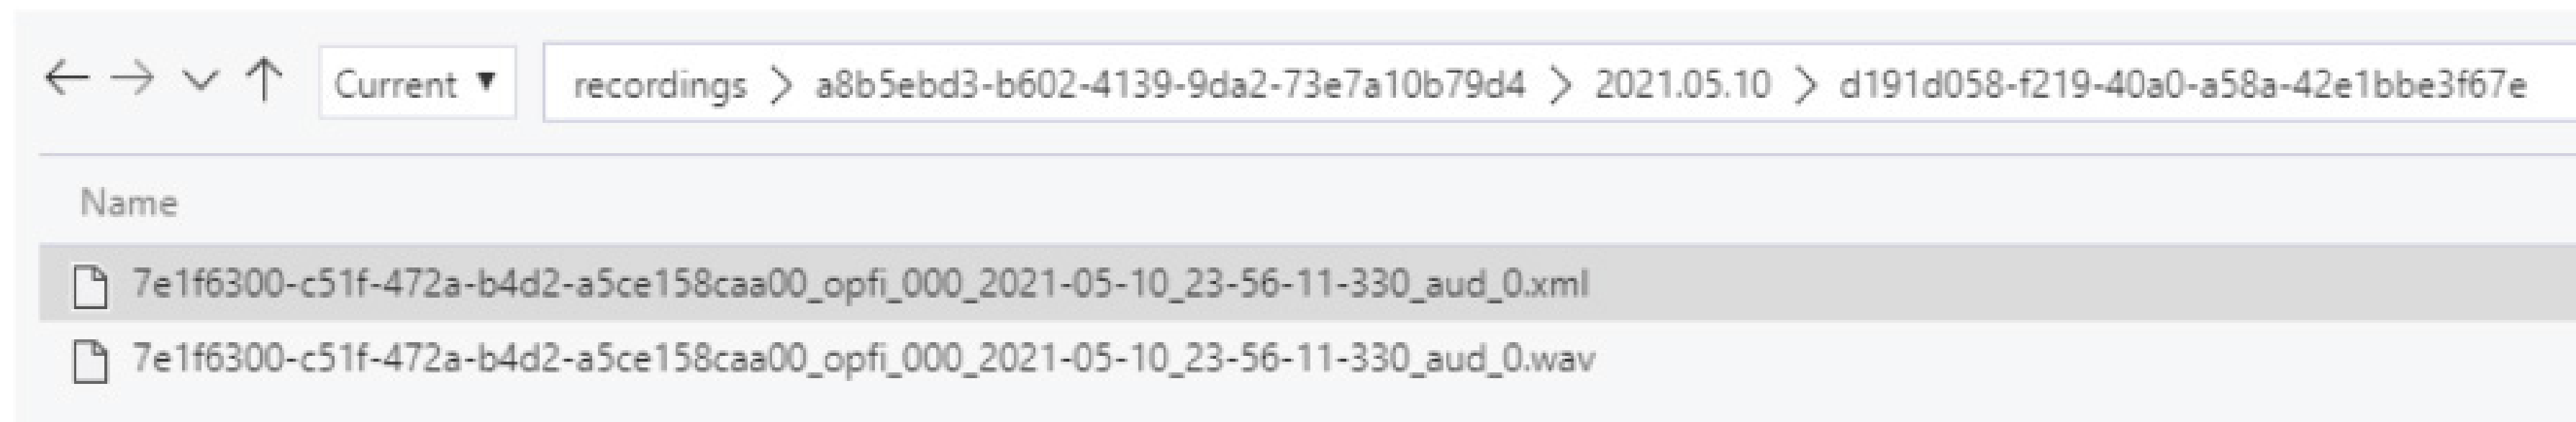 Current ▼ recordings > a8b5ebd3-b602-4139-9da2-73e7a10b79d4 > 2021.05.10 > d191d058-f219-40a0-a58a-42e1bbe3f67e
Name
7e1f6300-c51f-472a-b4d2-a5ce158caa00_opfi_000_2021-05-10_23-56-11-330_aud_0.xml
7e1f6300-c51f-472a-b4d2-a5ce158caa00_opfi_000_2021-05-10_23-56-11-330_aud_0.wav